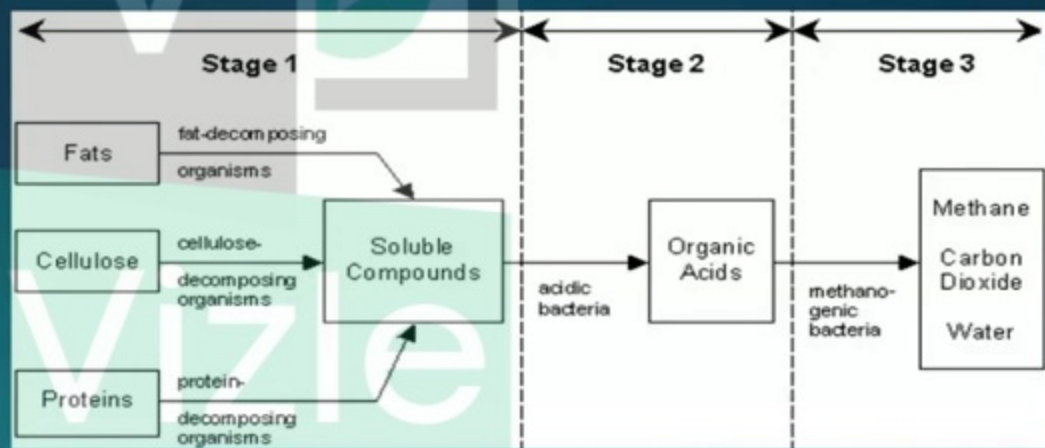 Stage 1
Stage 2
Stage 3
Fats
fat-decomposing
organisms
Cellulose
cellulose-
decomposing
organisms
Proteins
protein-
decomposing
organisms
Soluble
Compounds
acidic
bacteria
Organic
Acids
methano-
genic
bacteria
Methane
Carbon
Dioxide
Water
Vizle